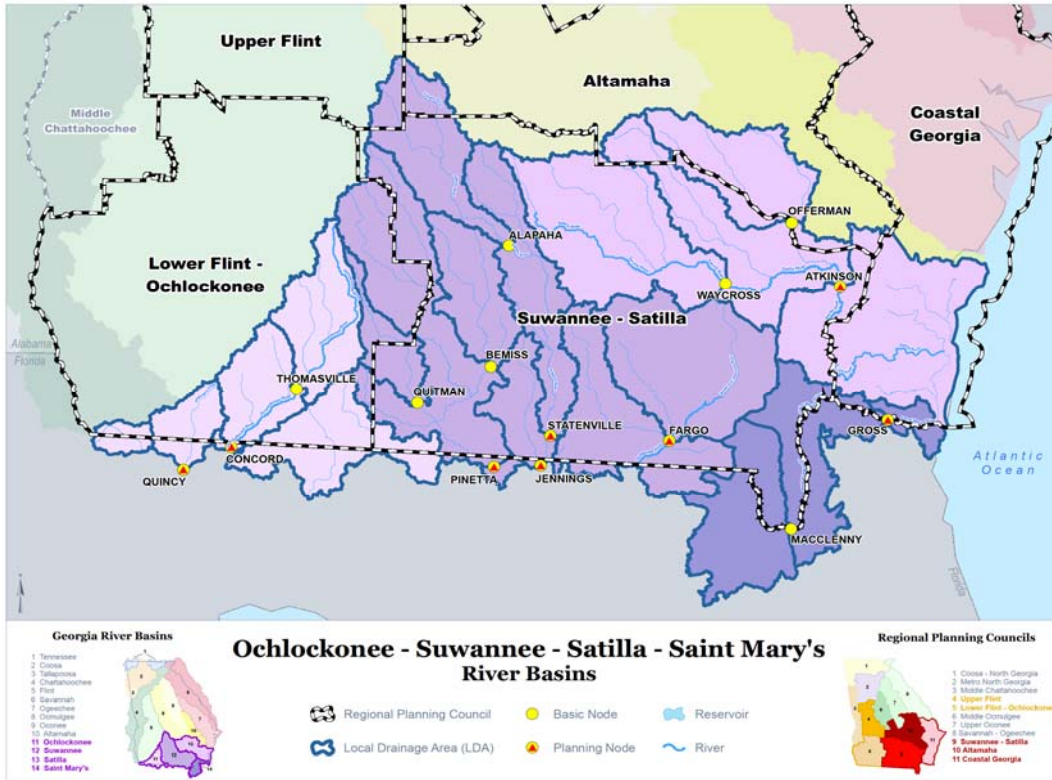 Upper Flint
Altamaha
Middle
Chattahoochee
Coastal
Georgia
OFFERMAN
ALAPAHA
Lower Flint -
Ochlockonee
ATKINSON
WAYCROSS
Suwannee - Satilla
Alabama
Florida
BEMISS
THOMASVILLE
QUITMAN
STATENVILLE
FARGO
GROSS
CONCORD
QUINCY
PINETTA
JENNINGS
Atlantic
Ocean
MACCLENNY
Florida
Georgia River Basins
1 Tennessee
2 Coosa
3 Tallapoosa
4 Chattahoochee
5 Flint
6 Savannah
7 Ogeechee
8 Ocmulgee
9 Oconee
10 Altamaha
11 Ochlockonee
12 Suwannee
13 Satilla
14 Saint Mary's
Ochlockonee - Suwannee - Satilla - Saint Mary's
River Basins
Regional Planning Council
Basic Node
Reservoir
Local Drainage Area (LDA)
Planning Node
River
Regional Planning Councils
1 Coosa - North Georgia
2 Metro North Georgia
3 Middle Chattahoochee
4 Upper Flint
5 Lower Flint - Ochlockonee
6 Middle Ocmulgee
7 Upper Oconee
8 Savannah - Ogeechee
9 Suwannee - Satilla
10 Altamaha
11 Coastal Georgia